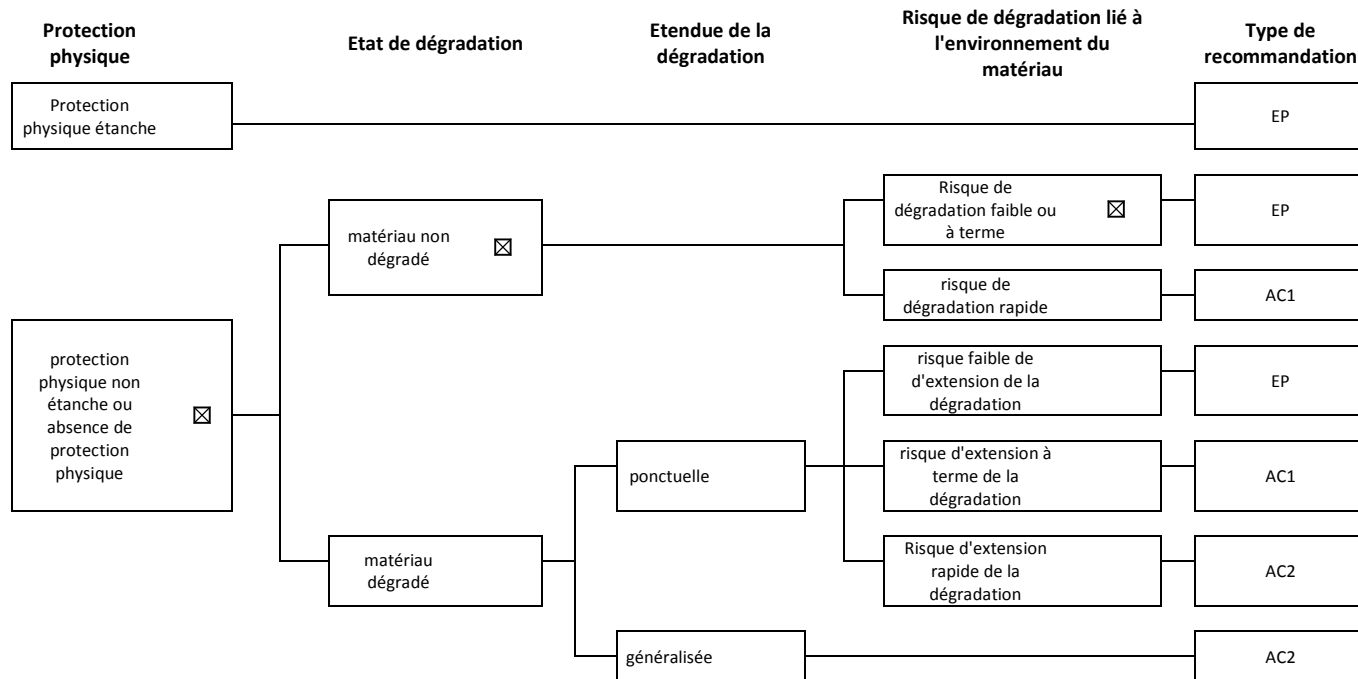 Protection
physique
Etat de dégradation
Etendue de la
dégradation
Risque de dégradation lié à
l'environnement du
matériau
Type de
recommandation
Protection
physique étanche
EP
matériau non
dégradé ☒
Risque de
dégradation faible ou ☒
à terme
EP
risque de
dégradation rapide
AC1
protection
physique non
étanche ou ☒
absence de
protection
physique
risque faible de
d'extension de la
dégradation
EP
ponctuelle
risque d'extension à
terme de la
dégradation
AC1
matériau
dégradé
Risque d'extension
rapide de la
dégradation
AC2
généralisée
AC2